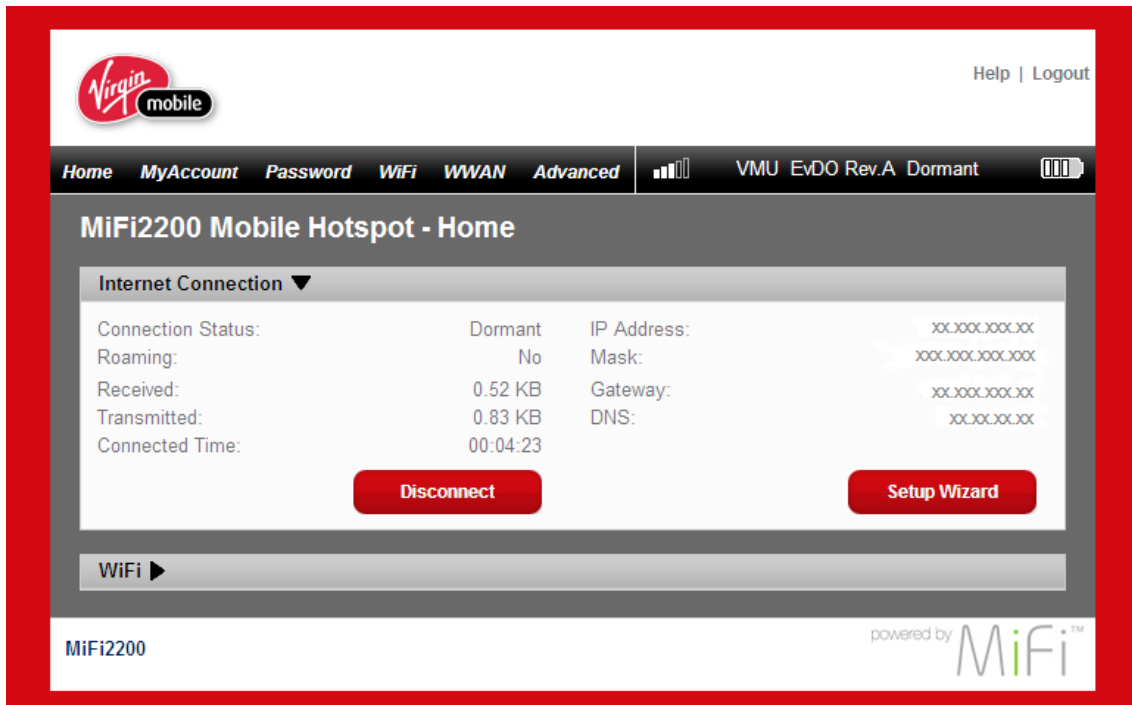 Virgin
mobile
Help | Logout
Home MyAccount Password WiFi WWAN Advanced VMU EvDO Rev.A Dormant
MiFi2200 Mobile Hotspot - Home
Internet Connection
Connection Status: Dormant IP Address: xx.xxx.xxx.xx
Roaming: No Mask: xxx.xxx.xxx.xxx
Received: 0.52 KB Gateway: xx.xxx.xxx.xx
Transmitted: 0.83 KB DNS: xx.xx.xx.xx
Connected Time: 00:04:23
Disconnect Setup Wizard
WiFi
MiFi2200 powered by MiFi™